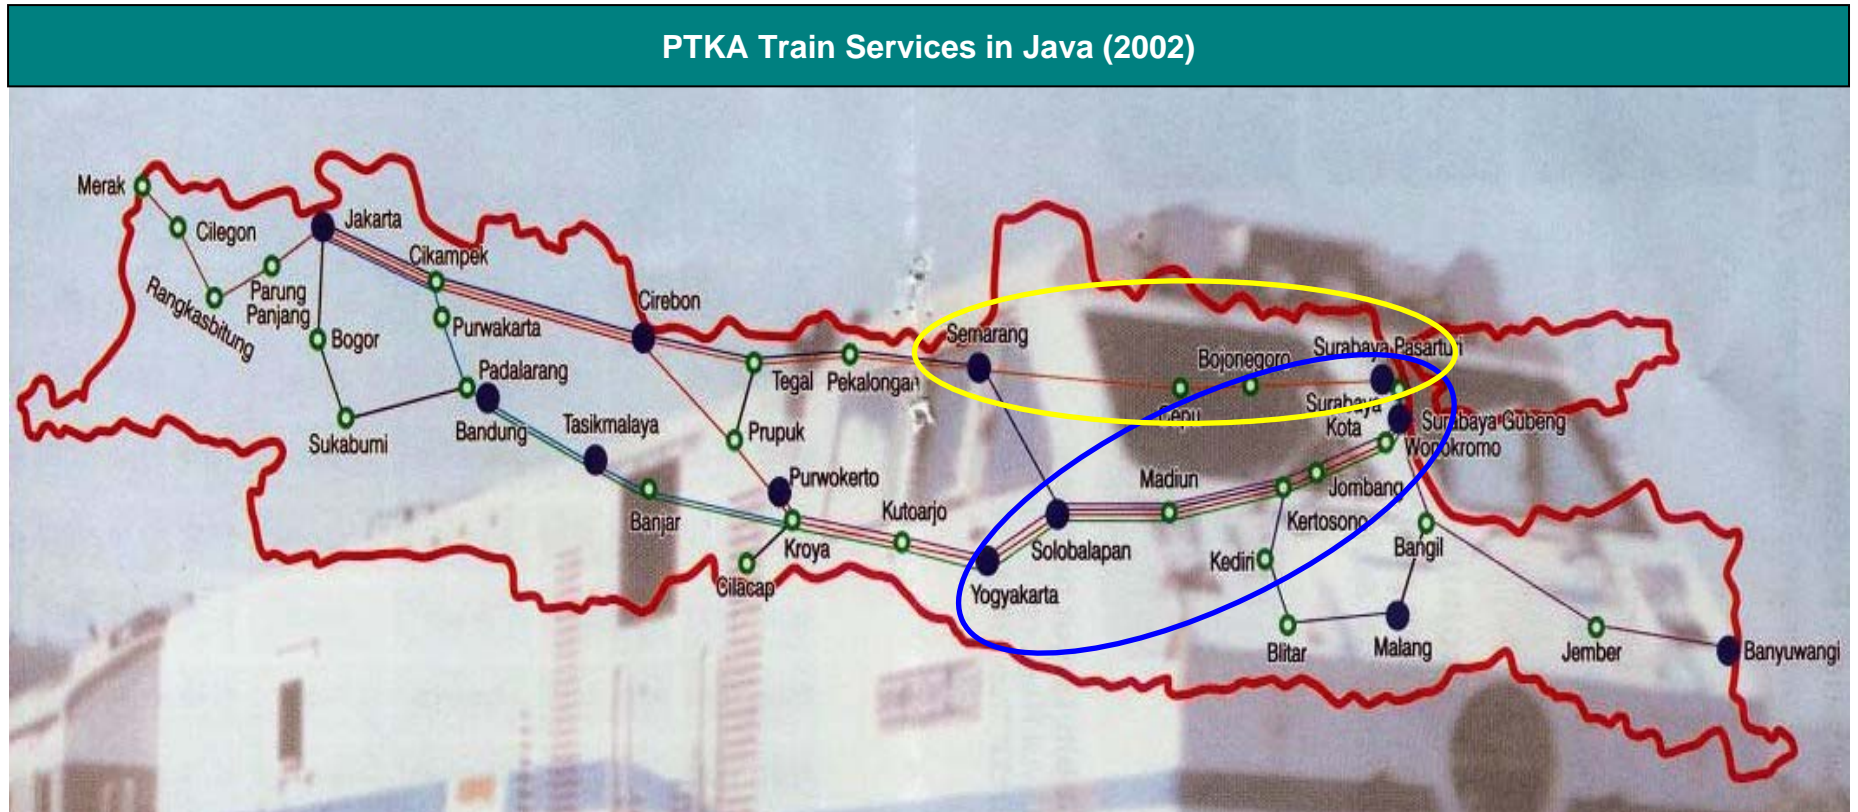 PTKA Train Services in Java (2002)
Merak
Cilegon
Rangkasbitung
Parung
Panjang
Jakarta
Bogor
Sukabumi
Cikampek
Purwakarta
Padalarang
Bandung
Tasikmalaya
Banjar
Cirebon
Tegal
Pekalongan
Prupuk
Purwokerto
Kroya
Cilacap
Kutoarjo
Yogyakarta
Semarang
Solobalapan
Madiun
Cepu
Bojonegoro
Surabaya Pasarturi
Surabaya
Kota
Surabaya Gubeng
Wonokromo
Jombang
Kertosono
Kediri
Blitar
Malang
Bangil
Jember
Banyuwangi